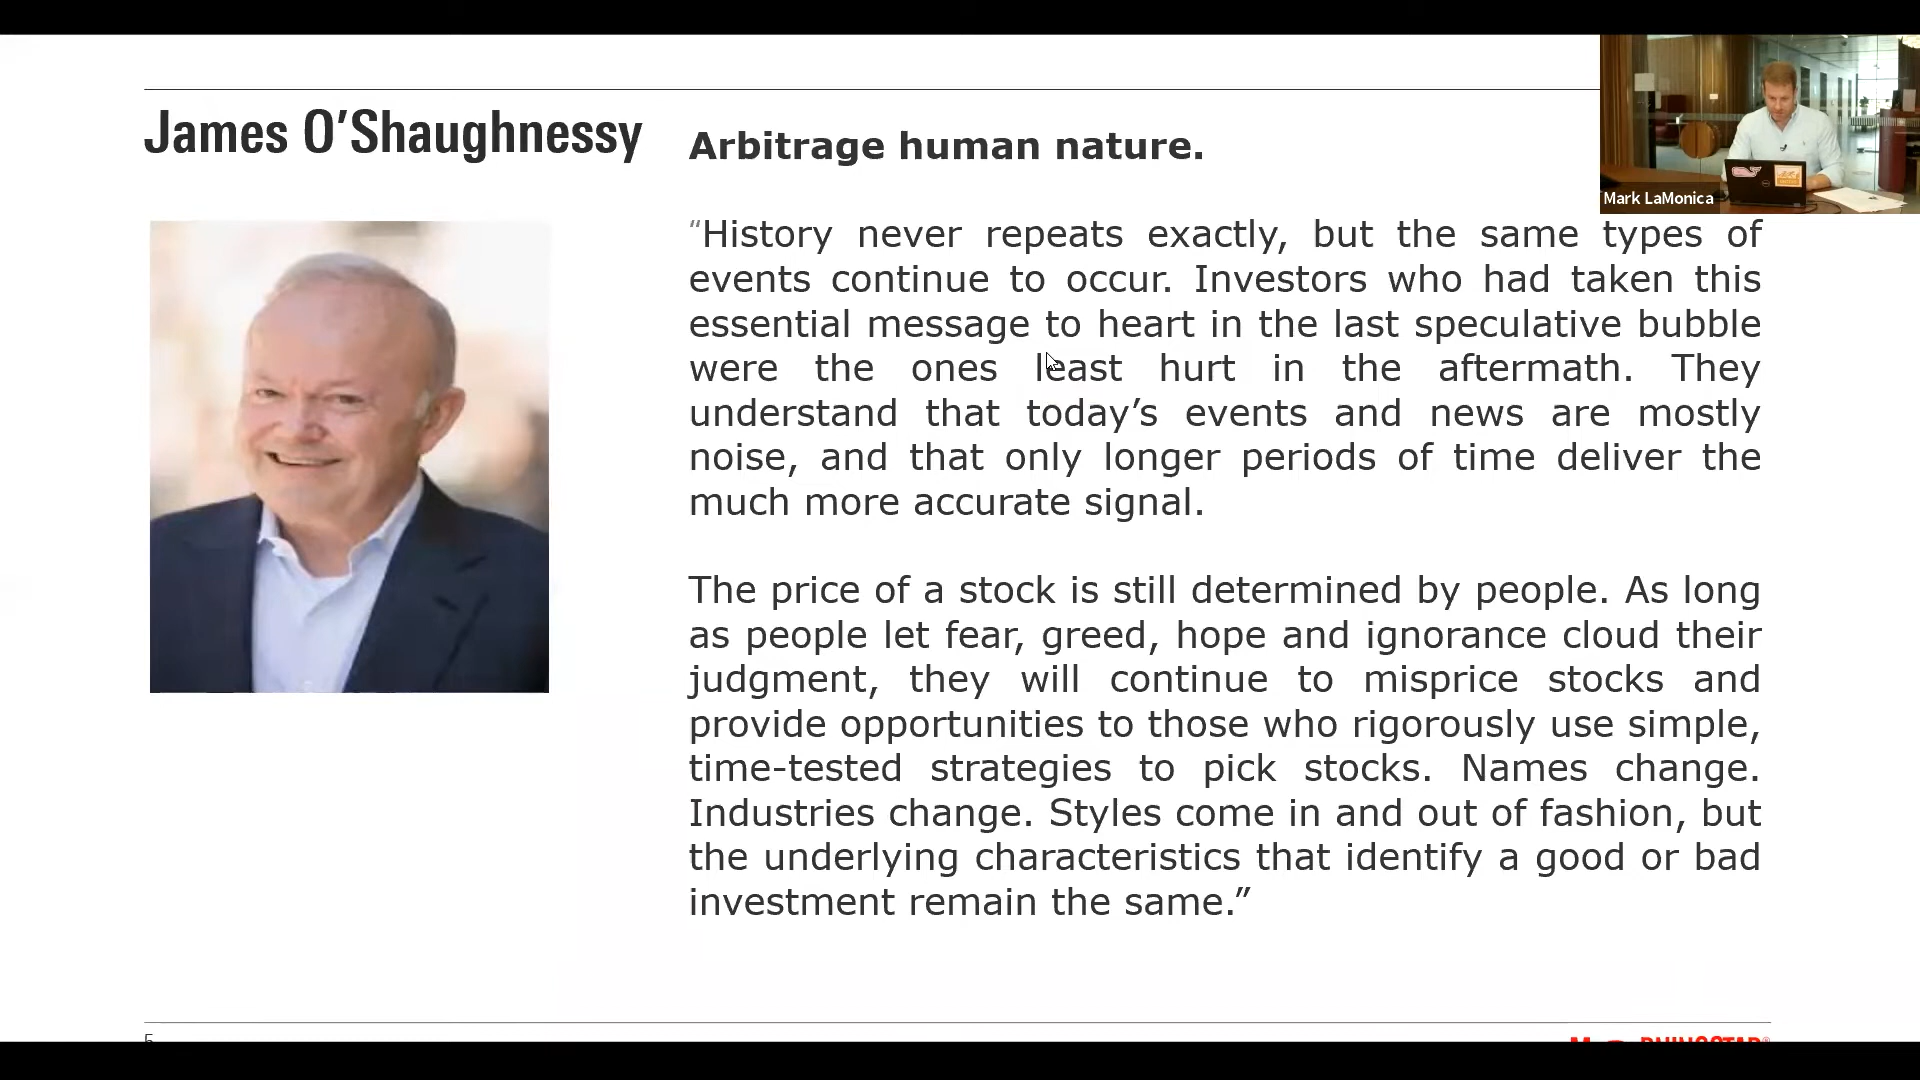 James O’Shaughnessy
Arbitrage human nature.
Mark LaMonica
“History never repeats exactly, but the same types of
events continue to occur. Investors who had taken this
essential message to heart in the last speculative bubble
were the ones least hurt in the aftermath. They
understand that today’s events and news are mostly
noise, and that only longer periods of time deliver the
much more accurate signal.
The price of a stock is still determined by people. As long
as people let fear, greed, hope and ignorance cloud their
judgment, they will continue to misprice stocks and
provide opportunities to those who rigorously use simple,
time-tested strategies to pick stocks. Names change.
Industries change. Styles come in and out of fashion, but
the underlying characteristics that identify a good or bad
investment remain the same.”